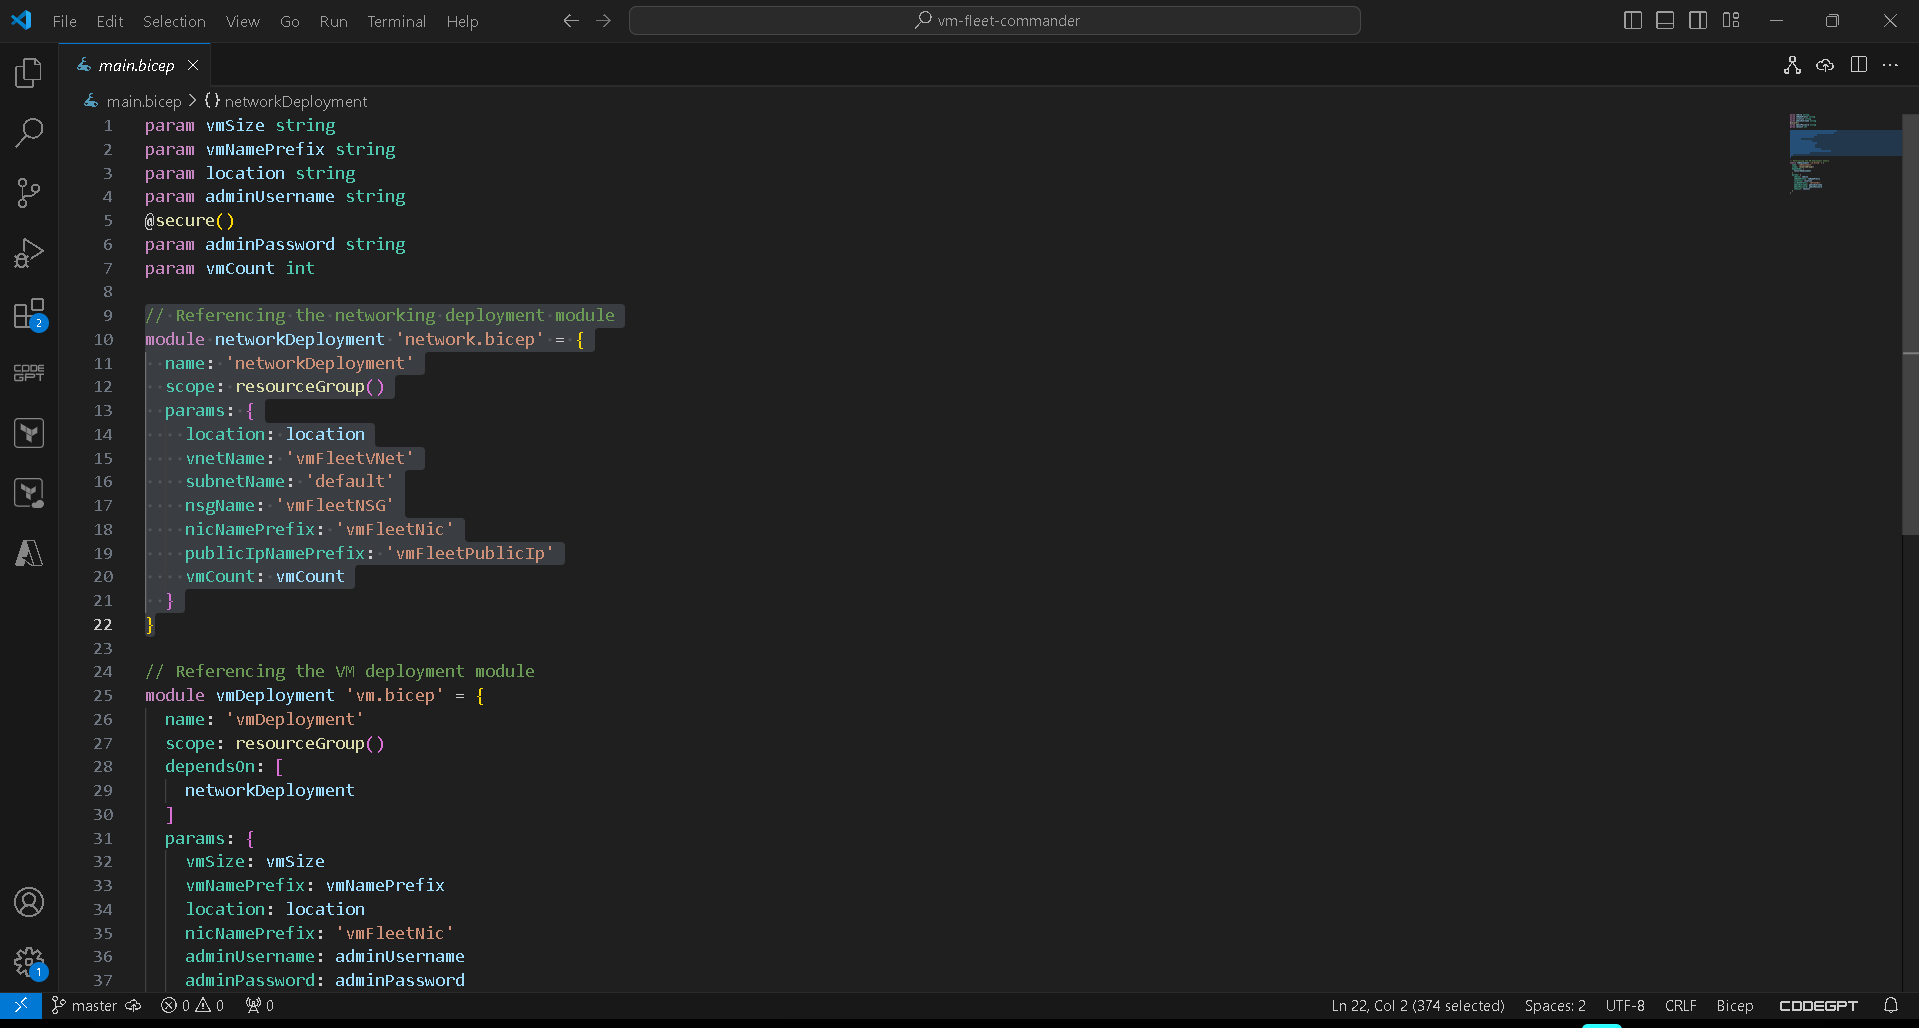 File Edit Selection View Go Run Terminal Help
vm-fleet-commander
main.bicep
main.bicep > {} networkDeployment
1 param vmSize string
2 param vmNamePrefix string
3 param location string
4 param adminUsername string
5 @secure()
6 param adminPassword string
7 param vmCount int
8
9 // Referencing the networking deployment module
10 module networkDeployment 'network.bicep' = {
11 name: 'networkDeployment'
12 scope: resourceGroup()
13 params: {
14 location: location
15 vnetName: 'vmFleetVNet'
16 subnetName: 'default'
17 nsgName: 'vmFleetNSG'
18 nicNamePrefix: 'vmFleetNic'
19 publicIpNamePrefix: 'vmFleetPublicIp'
20 vmCount: vmCount
21 }
22 }
23
24 // Referencing the VM deployment module
25 module vmDeployment 'vm.bicep' = {
26 name: 'vmDeployment'
27 scope: resourceGroup()
28 dependsOn: [
29 networkDeployment
30 ]
31 params: {
32 vmSize: vmSize
33 vmNamePrefix: vmNamePrefix
34 location: location
35 nicNamePrefix: 'vmFleetNic'
36 adminUsername: adminUsername
37 adminPassword: adminPassword
2
CODE
GPT
1
master 0 0 0 Ln 22, Col 2 (374 selected) Spaces: 2 UTF-8 CRLF Bicep CODEGPT